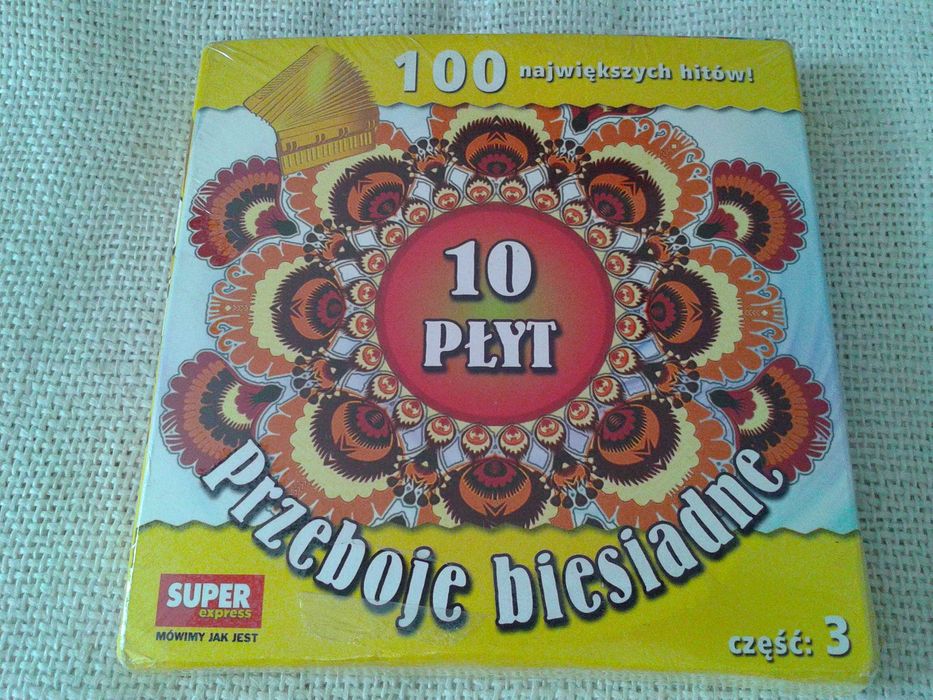 100 największych hitów!
10
PŁYT
Przeboje biesiadne
SUPER
express
MÓWIMY JAK JEST
część: 3